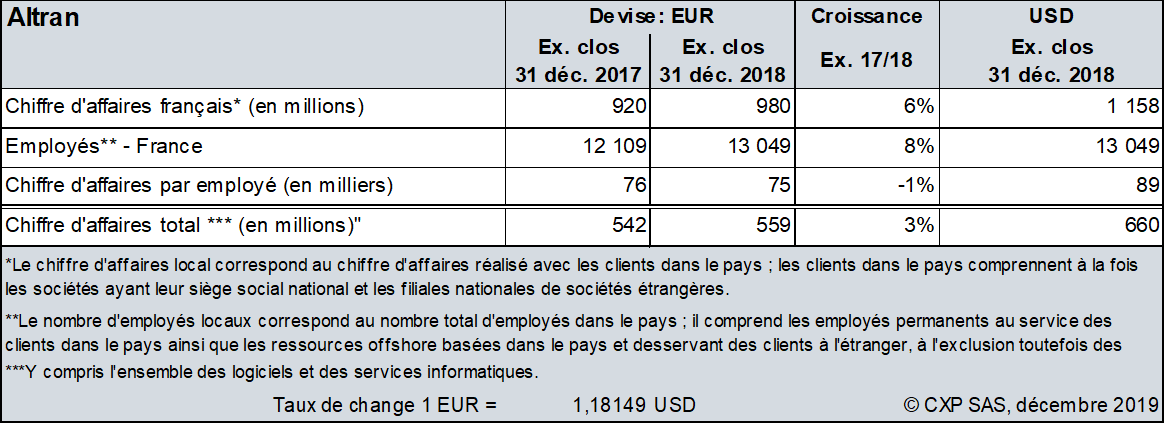 Altran Devise: EUR Croissance USD
Ex. clos Ex. clos Ex. 17/18 Ex. clos
31 déc. 2017 31 déc. 2018 31 déc. 2018
Chiffre d'affaires français* (en millions) 920 980 6% 1 158
Employés** - France 12 109 13 049 8% 13 049
Chiffre d'affaires par employé (en milliers) 76 75 -1% 89
Chiffre d'affaires total *** (en millions)" 542 559 3% 660
*Le chiffre d'affaires local correspond au chiffre d'affaires réalisé avec les clients dans le pays ; les clients dans le pays comprennent à la fois
les sociétés ayant leur siège social national et les filiales nationales de sociétés étrangères.
**Le nombre d'employés locaux correspond au nombre total d'employés dans le pays ; il comprend les employés permanents au service des
clients dans le pays ainsi que les ressources offshore basées dans le pays et desservant des clients à l'étranger, à l'exclusion toutefois des
***Y compris l'ensemble des logiciels et des services informatiques.
Taux de change 1 EUR = 1,18149 USD © CXP SAS, décembre 2019